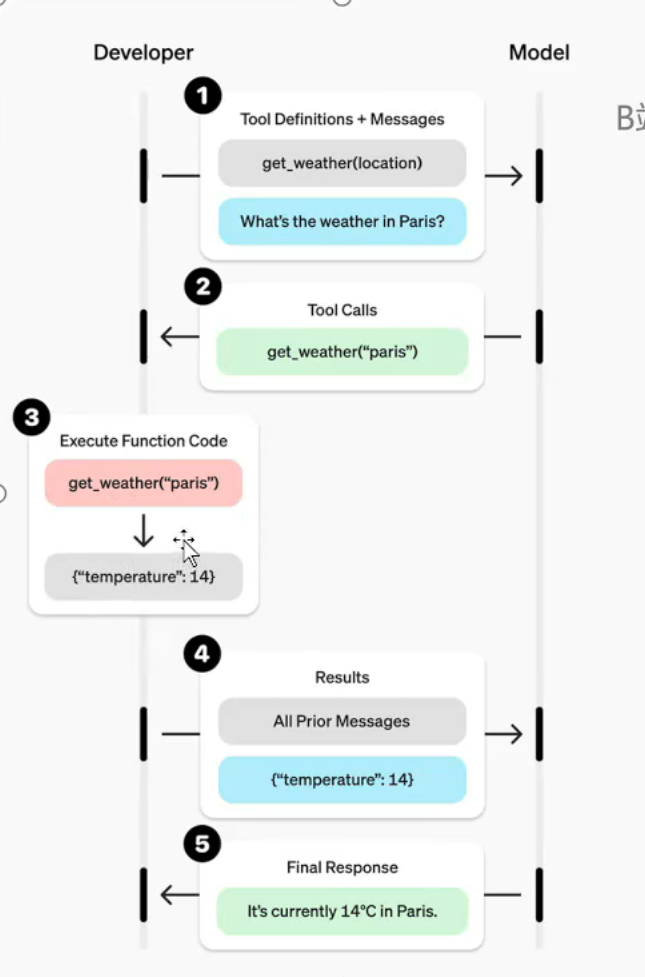 Developer
Model
1
Tool Definitions + Messages
get_weather(location)
What's the weather in Paris?
B
2
Tool Calls
get_weather(“paris”)
3
Execute Function Code
get_weather(“paris”)
{“temperature”: 14}
4
Results
All Prior Messages
{“temperature”: 14}
5
Final Response
It's currently 14°C in Paris.